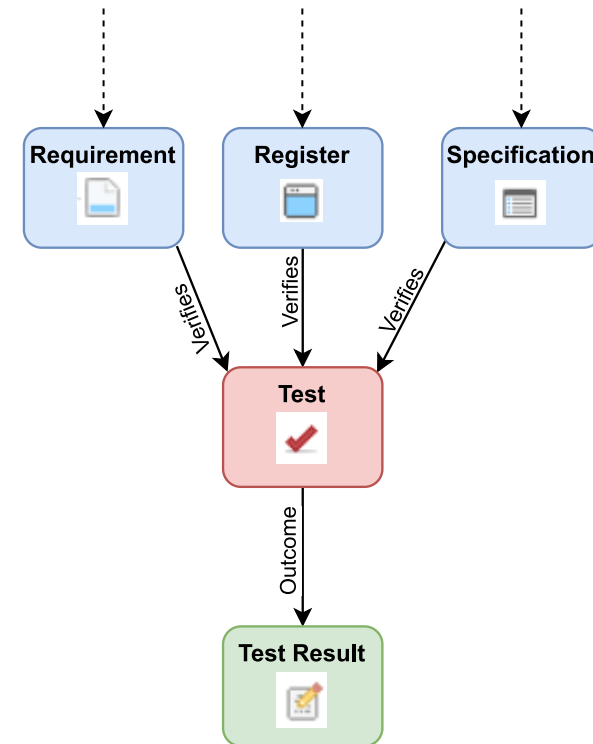 Requirement
Register
Specification
Verifies
Verifies
Verifies
Test
Outcome
Test Result